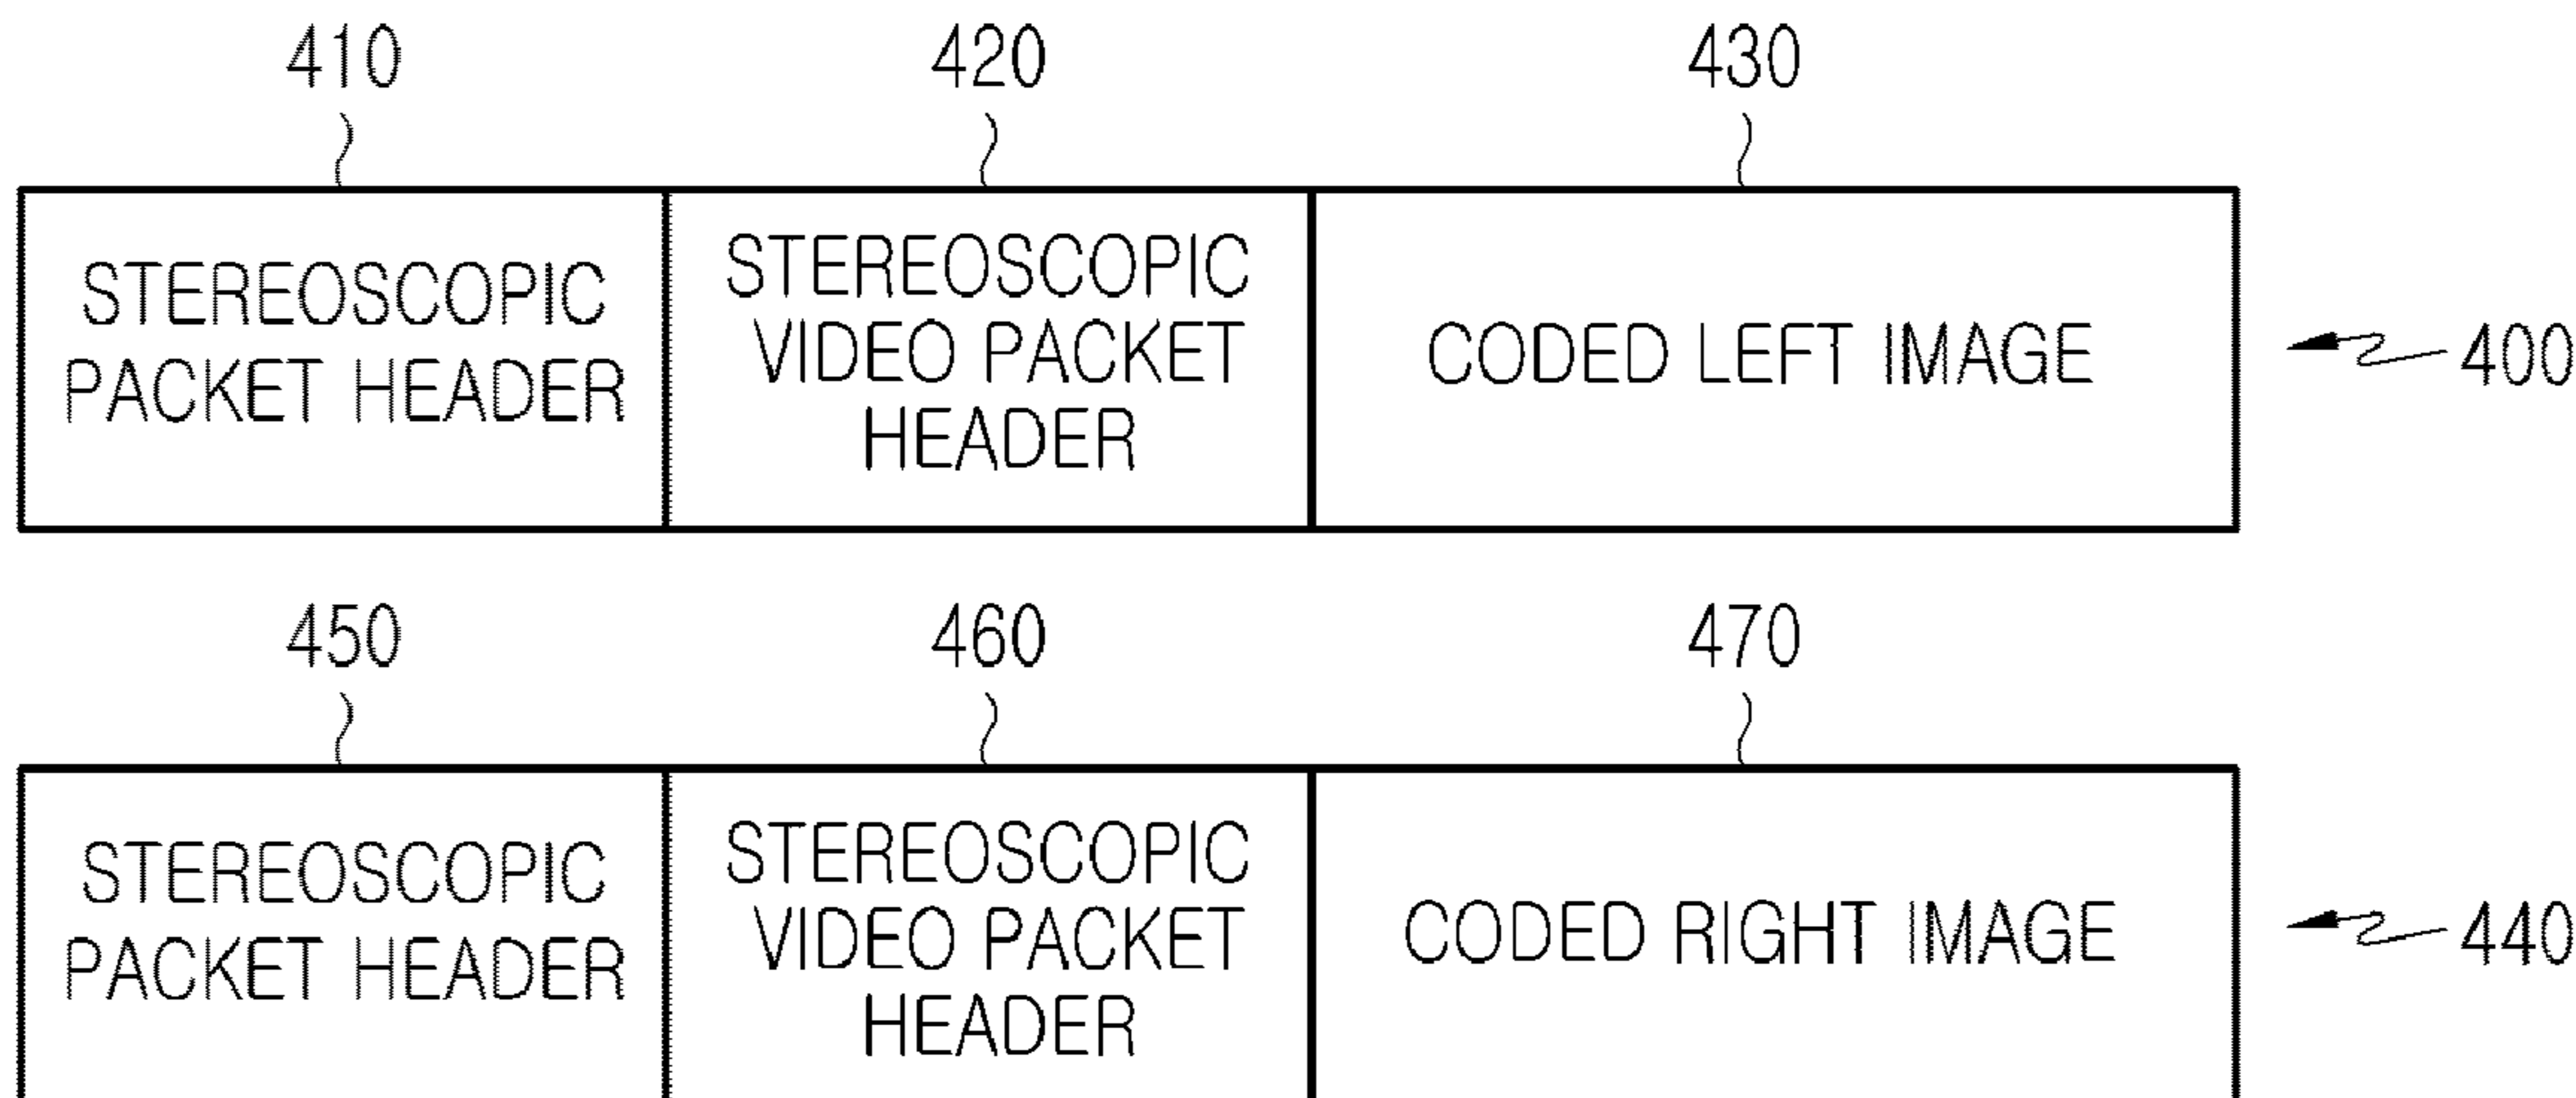 410 420 430
STEREOSCOPIC
PACKET HEADER
STEREOSCOPIC
VIDEO PACKET
HEADER
CODED LEFT IMAGE
400
450 460 470
STEREOSCOPIC
PACKET HEADER
STEREOSCOPIC
VIDEO PACKET
HEADER
CODED RIGHT IMAGE
440